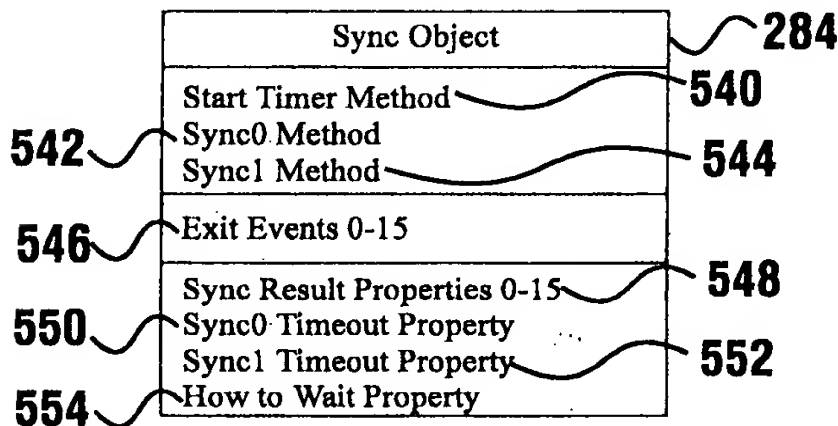 Sync Object 284
Start Timer Method 540
542 Sync0 Method
Sync1 Method 544
546 Exit Events 0-15
Sync Result Properties 0-15 548
550 Sync0 Timeout Property
Sync1 Timeout Property 552
554 How to Wait Property